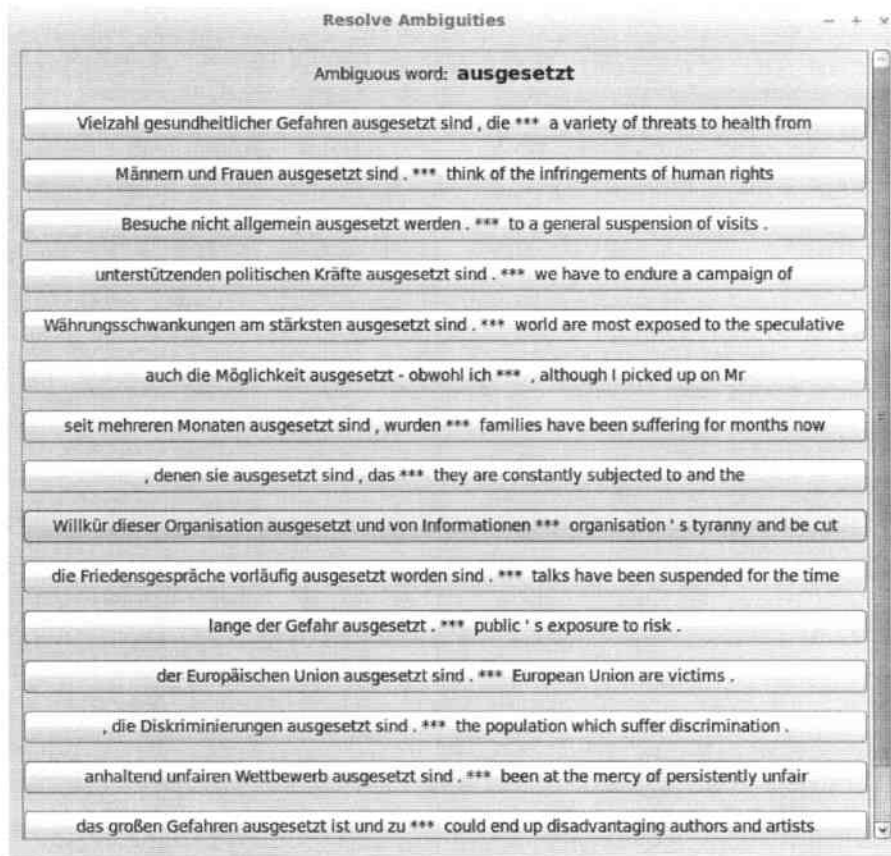 Resolve Ambiguities
Ambiguous word: ausgesetzt
Vielzahl gesundheitlicher Gefahren ausgesetzt sind , die *** a variety of threats to health from
Männern und Frauen ausgesetzt sind . *** think of the infringements of human rights
Besuche nicht allgemein ausgesetzt werden . *** to a general suspension of visits .
unterstützenden politischen Kräfte ausgesetzt sind . *** we have to endure a campaign of
Währungsschwankungen am stärksten ausgesetzt sind . *** world are most exposed to the speculative
auch die Möglichkeit ausgesetzt - obwohl ich *** , although I picked up on Mr
seit mehreren Monaten ausgesetzt sind , wurden *** families have been suffering for months now
, denen sie ausgesetzt sind , das *** they are constantly subjected to and the
Willkür dieser Organisation ausgesetzt und von Informationen *** organisation ' s tyranny and be cut
die Friedensgespräche vorläufig ausgesetzt worden sind . *** talks have been suspended for the time
lange der Gefahr ausgesetzt . *** public ' s exposure to risk .
der Europäischen Union ausgesetzt sind . *** European Union are victims .
, die Diskriminierungen ausgesetzt sind . *** the population which suffer discrimination .
anhaltend unfairen Wettbewerb ausgesetzt sind . *** been at the mercy of persistently unfair
das großen Gefahren ausgesetzt ist und zu *** could end up disadvantaging authors and artists